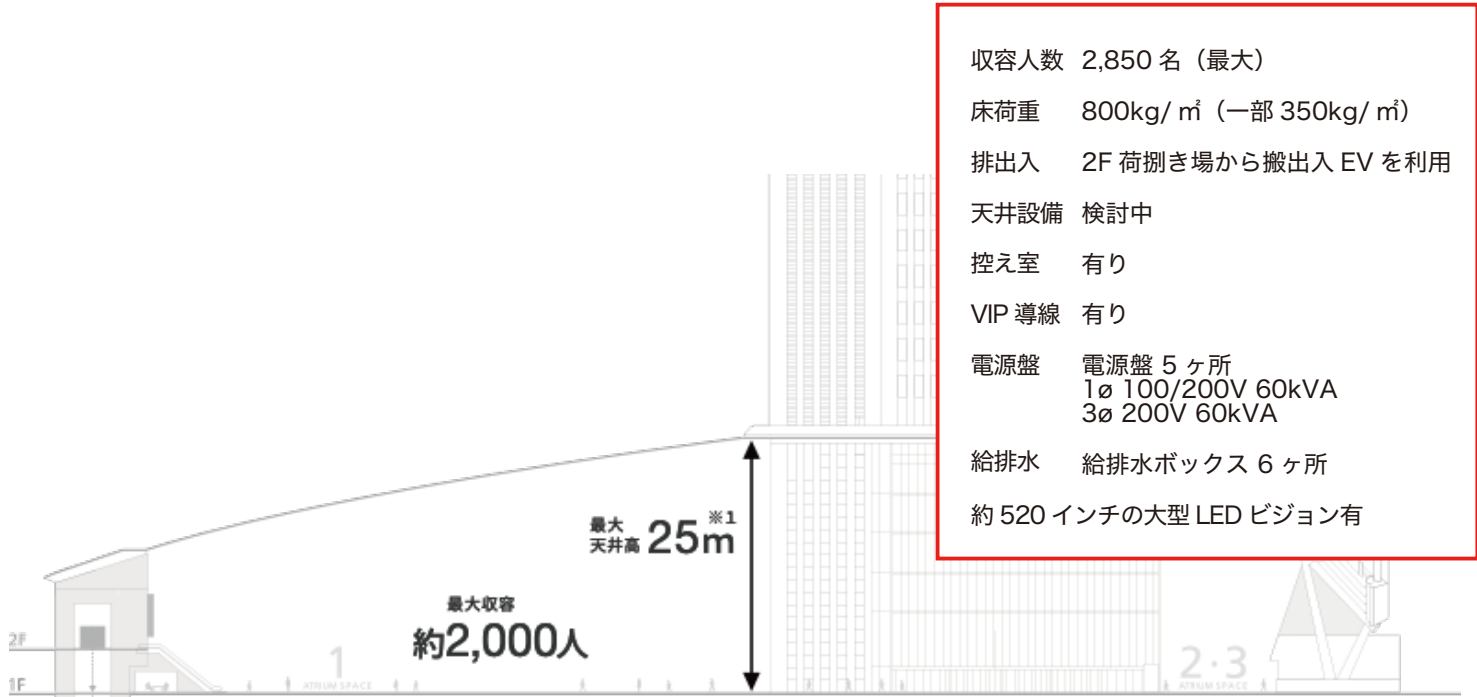 収容人数 2,850 名（最大）
床荷重 800kg/ ㎡（一部 350kg/ ㎡）
排出入 2F 荷捌き場から搬出入 EV を利用
天井設備 検討中
控え室 有り
VIP 導線 有り
電源盤 電源盤 5 ヶ所
1ø 100/200V 60kVA
3ø 200V 60kVA
給排水 給排水ボックス 6 ヶ所
約 520 インチの大型 LED ビジョン有
最大
天井高 25m ※1
最大収容
約2,000人
2F
1F
1
ATRIUM SPACE
2・3
ATRIUM SPACE